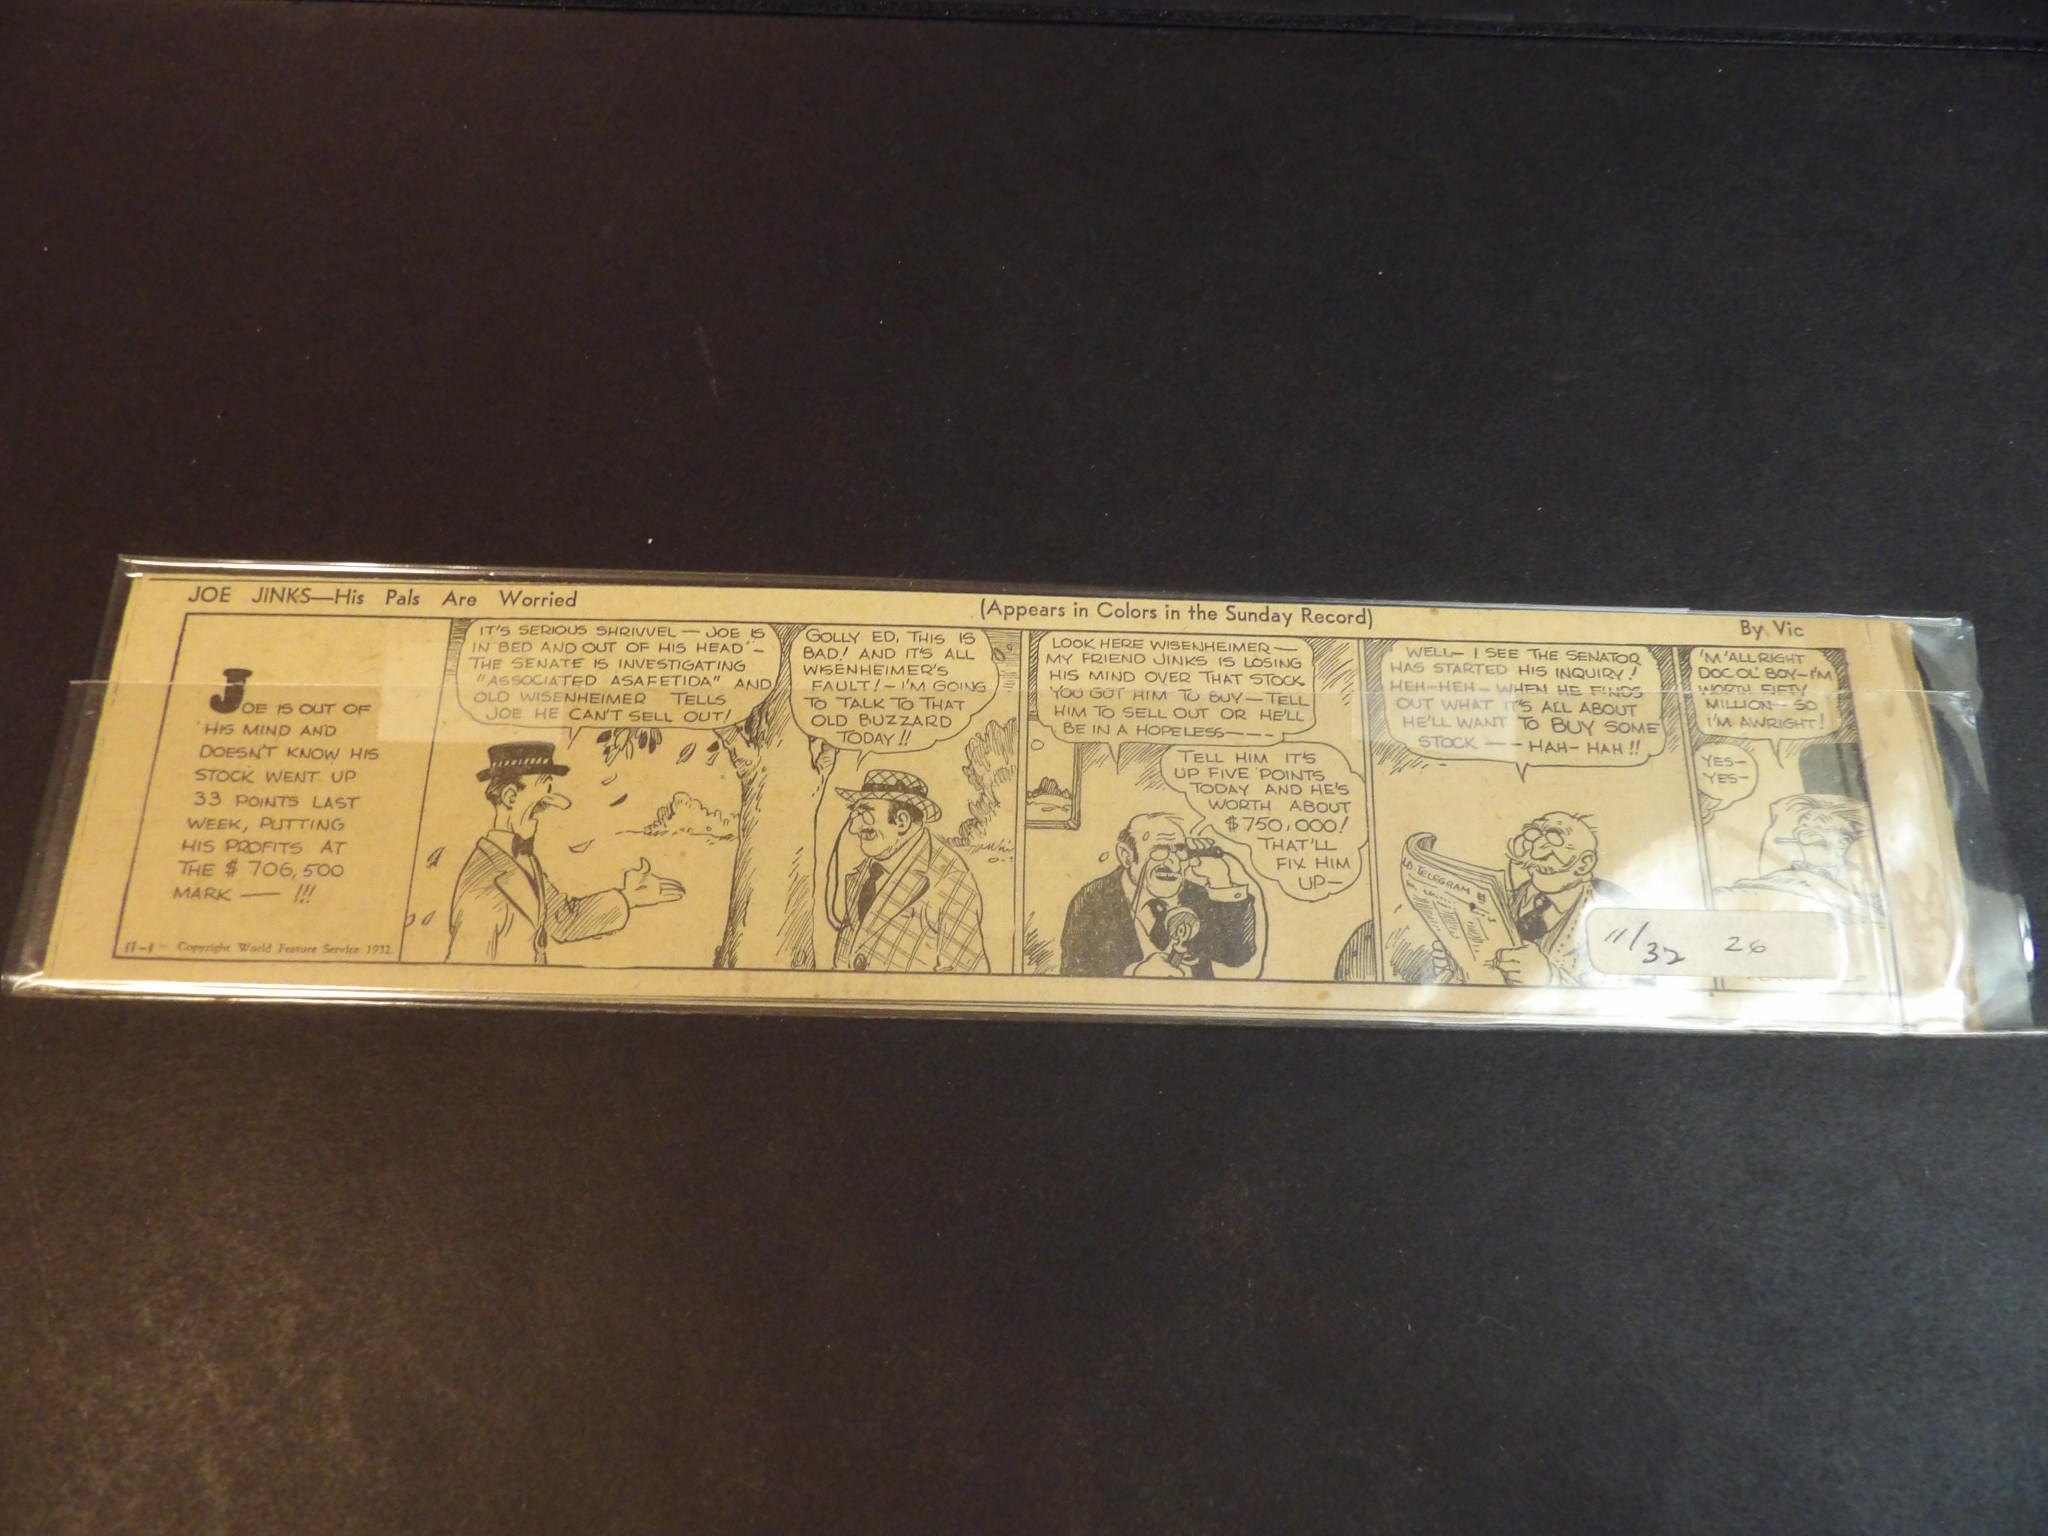 JOE JINKS—His Pals Are Worried
(Appears in Colors in the Sunday Record)
By Vic
JOE IS OUT OF
HIS MIND AND
DOESN'T KNOW HIS
STOCK WENT UP
33 POINTS LAST
WEEK, PUTTING
HIS PROFITS AT
THE $706,500
MARK — !!!
11-1 Copyright World Feature Service 1932.
IT'S SERIOUS SHRIVVEL — JOE IS
IN BED AND OUT OF HIS HEAD —
THE SENATE IS INVESTIGATING
"ASSOCIATED ASAFETIDA" AND
OLD WISENHEIMER TELLS
JOE HE CAN'T SELL OUT!
GOLLY ED, THIS IS
BAD! AND IT'S ALL
WISENHEIMER'S
FAULT! — I'M GOING
TO TALK TO THAT
OLD BUZZARD
TODAY!!
LOOK HERE WISENHEIMER —
MY FRIEND JINKS IS LOSING
HIS MIND OVER THAT STOCK
YOU GOT HIM TO BUY — TELL
HIM TO SELL OUT OR HE'LL
BE IN A HOPELESS ----
TELL HIM IT'S
UP FIVE POINTS
TODAY AND HE'S
WORTH ABOUT
$750,000!
THAT'LL
FIX HIM
UP —
WELL — I SEE THE SENATOR
HAS STARTED HIS INQUIRY!
HEH-HEH — WHEN HE FINDS
OUT WHAT IT'S ALL ABOUT
HE'LL WANT TO BUY SOME
STOCK —— HAH-HAH!!
TELEGRAM
'M'ALLRIGHT
DOC OL' BOY — I'M
WORTH FIFTY
MILLION — SO
I'M AWRIGHT!
YES —
YES —
11/32 26